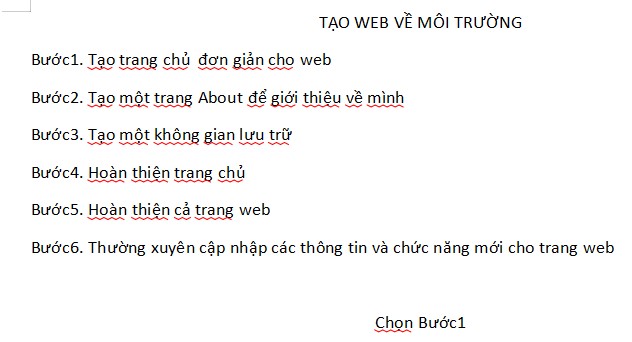 TẠO WEB VỀ MÔI TRƯỜNG
Bước1. Tạo trang chủ đơn giản cho web
Bước2. Tạo một trang About để giới thiệu về mình
Bước3. Tạo một không gian lưu trữ
Bước4. Hoàn thiện trang chủ
Bước5. Hoàn thiện cả trang web
Bước6. Thường xuyên cập nhập các thông tin và chức năng mới cho trang web
Chọn Bước1